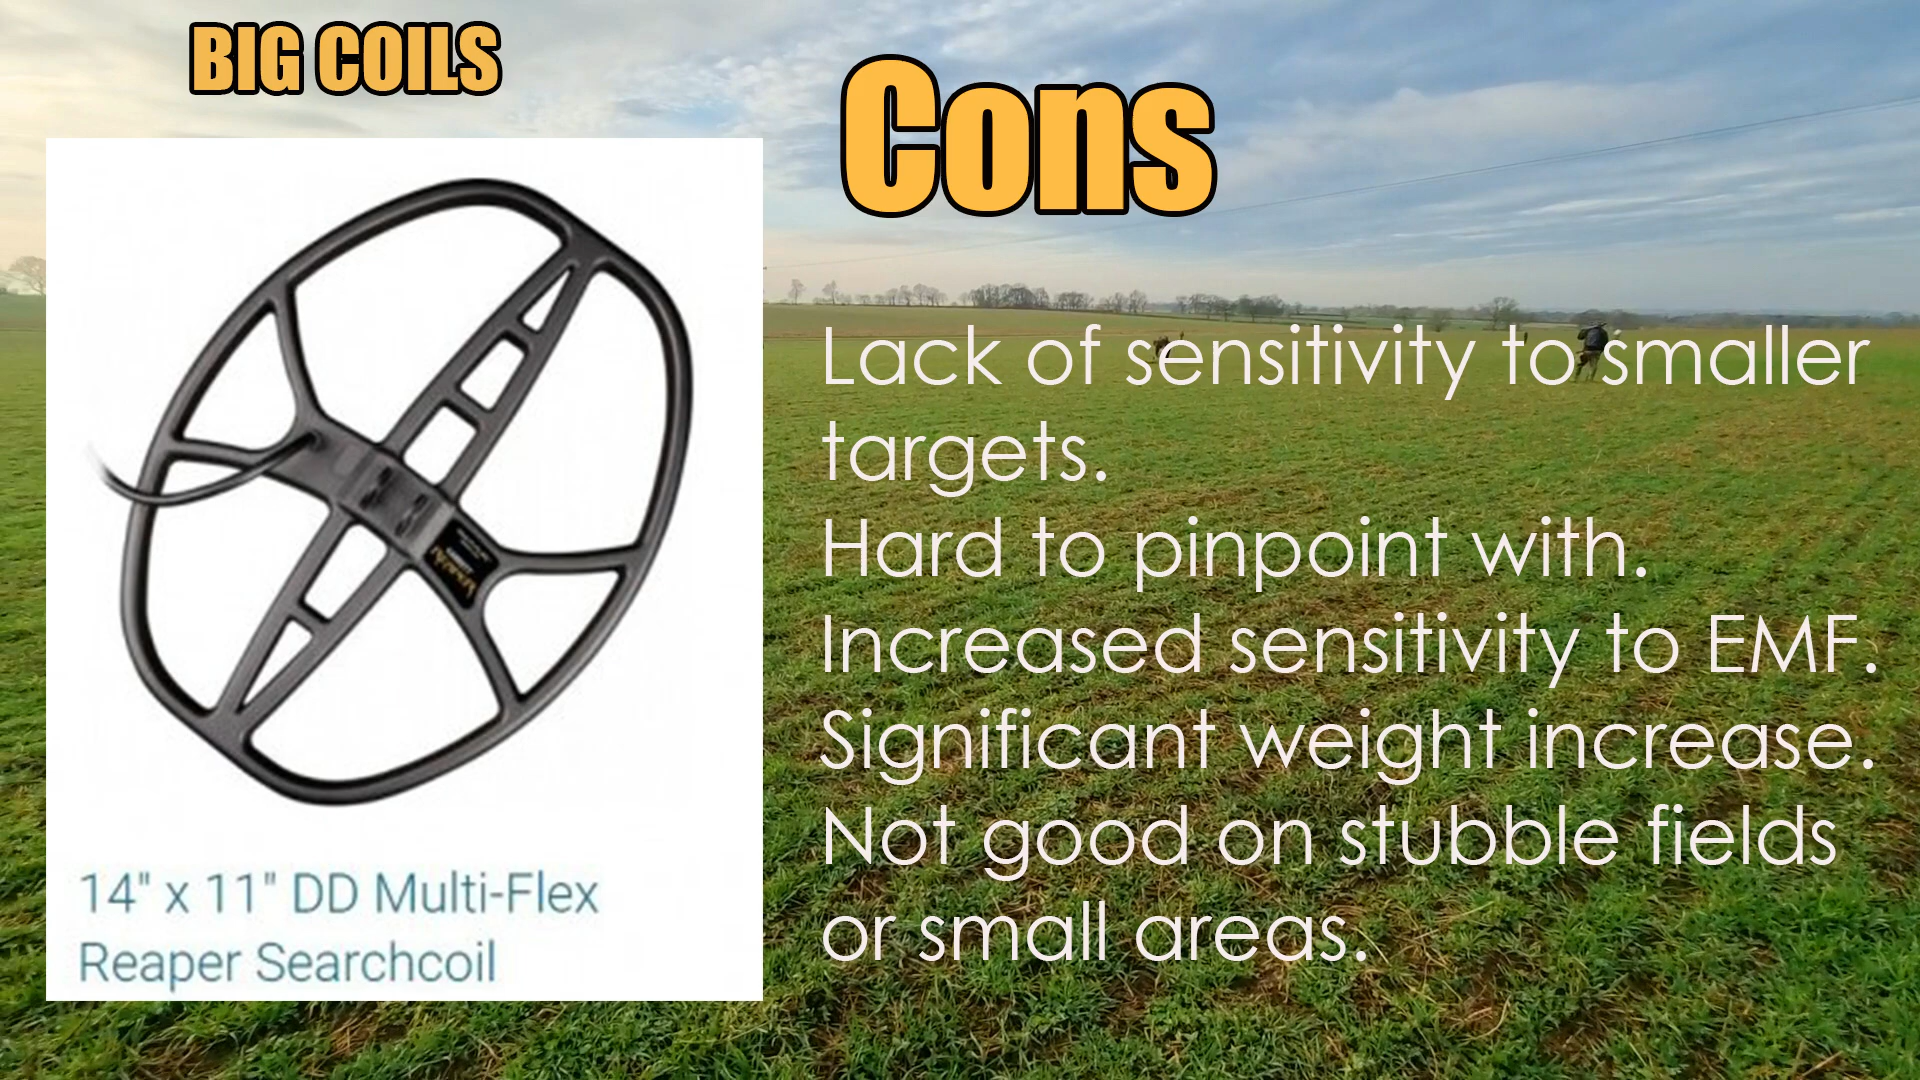 BIG COILS
Cons
14" x 11" DD Multi-Flex
Reaper Searchcoil
Lack of sensitivity to smaller
targets.
Hard to pinpoint with.
Increased sensitivity to EMF.
Significant weight increase.
Not good on stubble fields
or small areas.